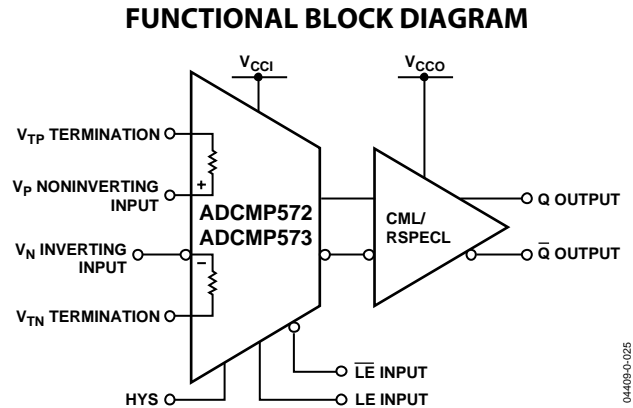 FUNCTIONAL BLOCK DIAGRAM
VCCI
VCCO
VTP TERMINATION
VP NONINVERTING
INPUT
+
ADCMP572
ADCMP573
CML/
RSPECL
Q OUTPUT
Q̅ OUTPUT
VN INVERTING
INPUT
–
VTN TERMINATION
L̅E̅ INPUT
HYS
LE INPUT
04409-0-025